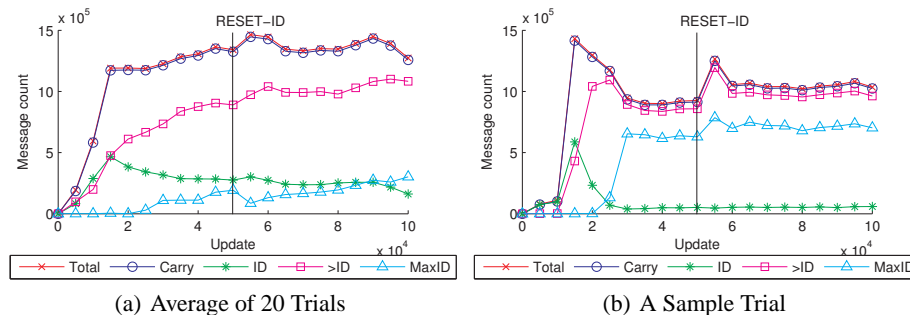 RESET−ID
x 10^5
15
10
5
0
Message count
0 2 4 6 8 10
Update
x 10^4
Total Carry ID >ID MaxID
(a) Average of 20 Trials
RESET−ID
x 10^5
15
10
5
0
Message count
0 2 4 6 8 10
Update
x 10^4
Total Carry ID >ID MaxID
(b) A Sample Trial